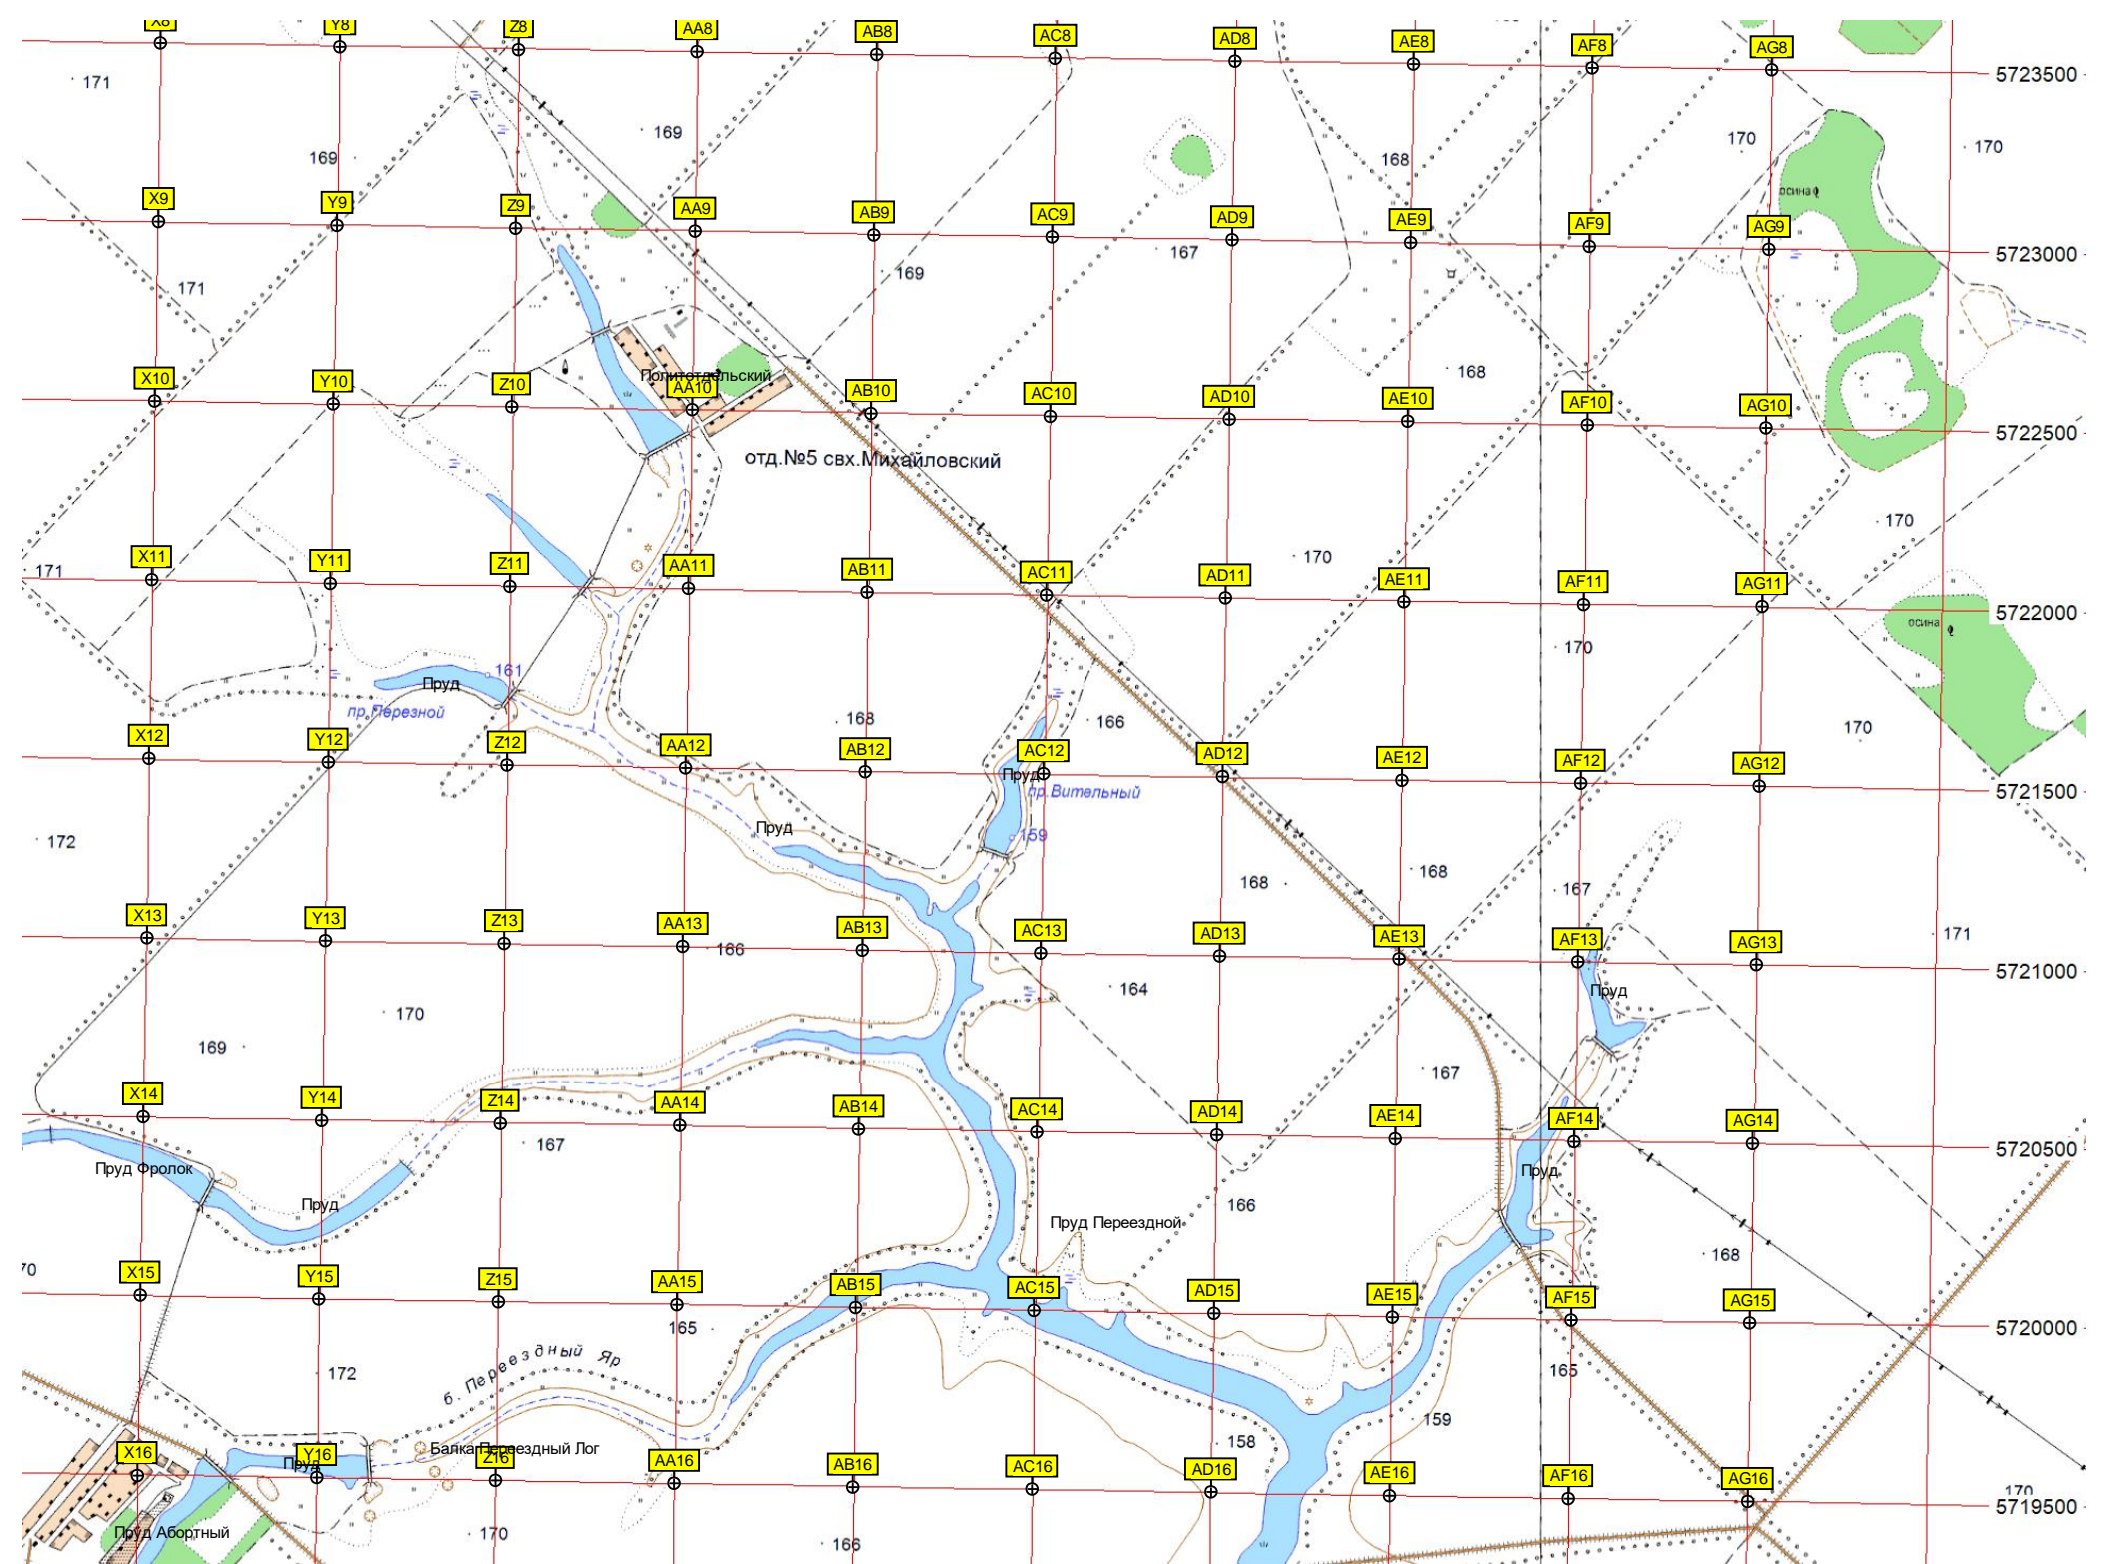 X8 Y8 Z8 AA8 AB8 AC8 AD8 AE8 AF8 AG8
5723500
171
169
169
168
170
170
осина
X9 Y9 Z9 AA9 AB9 AC9 AD9 AE9 AF9 AG9
5723000
171
169
167
168
Политотдельский
X10 Y10 Z10 AA10 AB10 AC10 AD10 AE10 AF10 AG10
5722500
отд.№5 свх.Михайловский
170
170
171
X11 Y11 Z11 AA11 AB11 AC11 AD11 AE11 AF11 AG11
5722000
осина
170
161
Пруд
пр.Перезной
168
166
170
X12 Y12 Z12 AA12 AB12 AC12 AD12 AE12 AF12 AG12
5721500
Пруд
пр.Вительный
159
Пруд
172
168
168
167
X13 Y13 Z13 AA13 AB13 AC13 AD13 AE13 AF13 AG13
5721000
166
171
164
Пруд
170
169
167
X14 Y14 Z14 AA14 AB14 AC14 AD14 AE14 AF14 AG14
5720500
167
Пруд Фролок
Пруд
Пруд
166
Пруд Переездной
168
70
X15 Y15 Z15 AA15 AB15 AC15 AD15 AE15 AF15 AG15
5720000
165
б. Переездный Яр
172
165
159
158
Балка Переездный Лог
Пруд
X16 Y16 Z16 AA16 AB16 AC16 AD16 AE16 AF16 AG16
170
5719500
Пруд Абортный
170
166